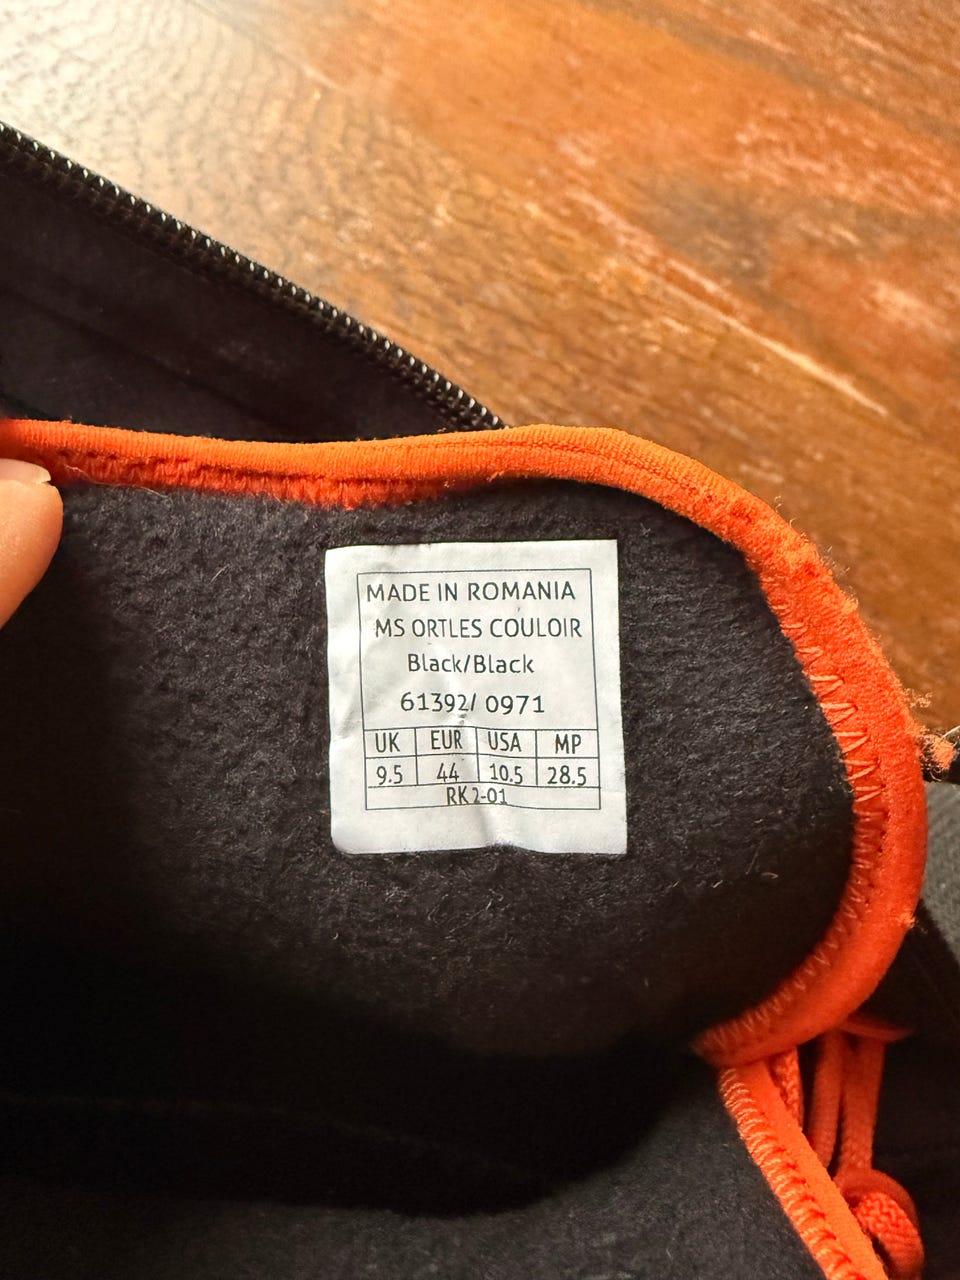 MADE IN ROMANIA
MS ORTLES COULOIR
Black/Black
61392/ 0971
UK EUR USA MP
9.5 44 10.5 28.5
RK2-01